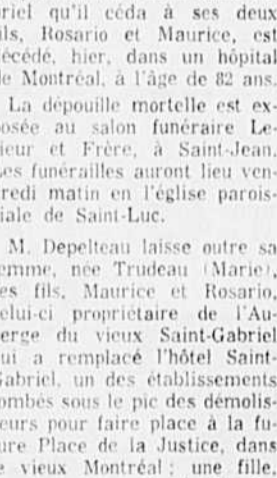 briel qu'il céda à ses deux
ils, Rosario et Maurice, est
écédé, hier, dans un hôpital
de Montréal, à l'âge de 82 ans.
La dépouille mortelle est ex-
posée au salon funéraire Le-
sieur et Frère, à Saint-Jean.
Ses funérailles auront lieu ven-
dredi matin en l'église parois-
siale de Saint-Luc.
M. Depelteau laisse outre sa
femme, née Trudeau (Marie),
ses fils, Maurice et Rosario,
celui-ci propriétaire de l'Au-
berge du vieux Saint-Gabriel
qui a remplacé l'hôtel Saint-
Gabriel, un des établissements
tombés sous le pic des démolis-
seurs pour faire place à la fu-
ture Place de la Justice, dans
le vieux Montréal ; une fille,